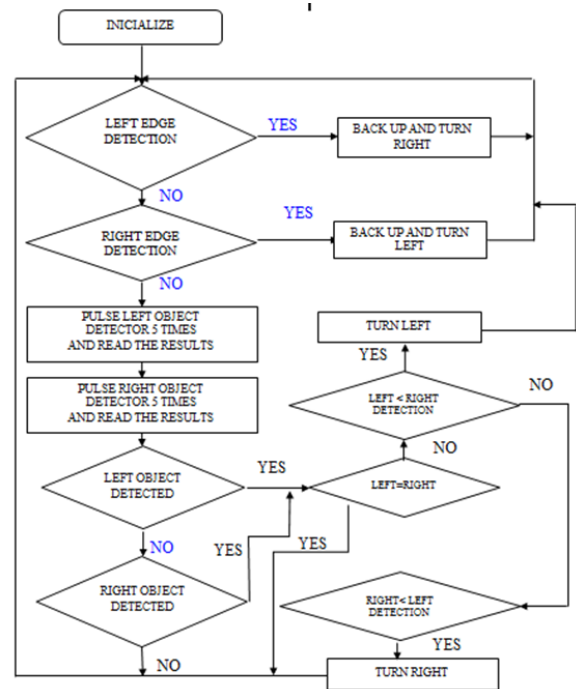 INICIALIZE
LEFT EDGE
DETECTION
YES
BACK UP AND TURN
RIGHT
NO
RIGHT EDGE
DETECTION
YES
BACK UP AND TURN
LEFT
NO
PULSE LEFT OBJECT
DETECTOR 5 TIMES
AND READ THE RESULTS
PULSE RIGHT OBJECT
DETECTOR 5 TIMES
AND READ THE RESULTS
LEFT OBJECT
DETECTED
YES
NO
RIGHT OBJECT
DETECTED
YES
NO
TURN LEFT
YES
LEFT < RIGHT
DETECTION
NO
NO
LEFT=RIGHT
YES
RIGHT< LEFT
DETECTION
YES
TURN RIGHT